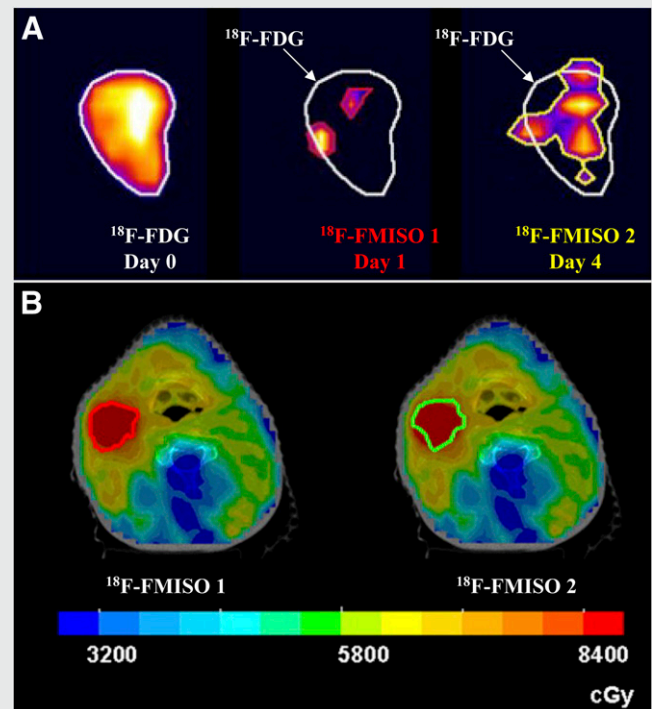 A
¹⁸F-FDG
¹⁸F-FDG
¹⁸F-FDG
Day 0
¹⁸F-FMISO 1
Day 1
¹⁸F-FMISO 2
Day 4
B
¹⁸F-FMISO 1
¹⁸F-FMISO 2
3200
5800
8400
cGy